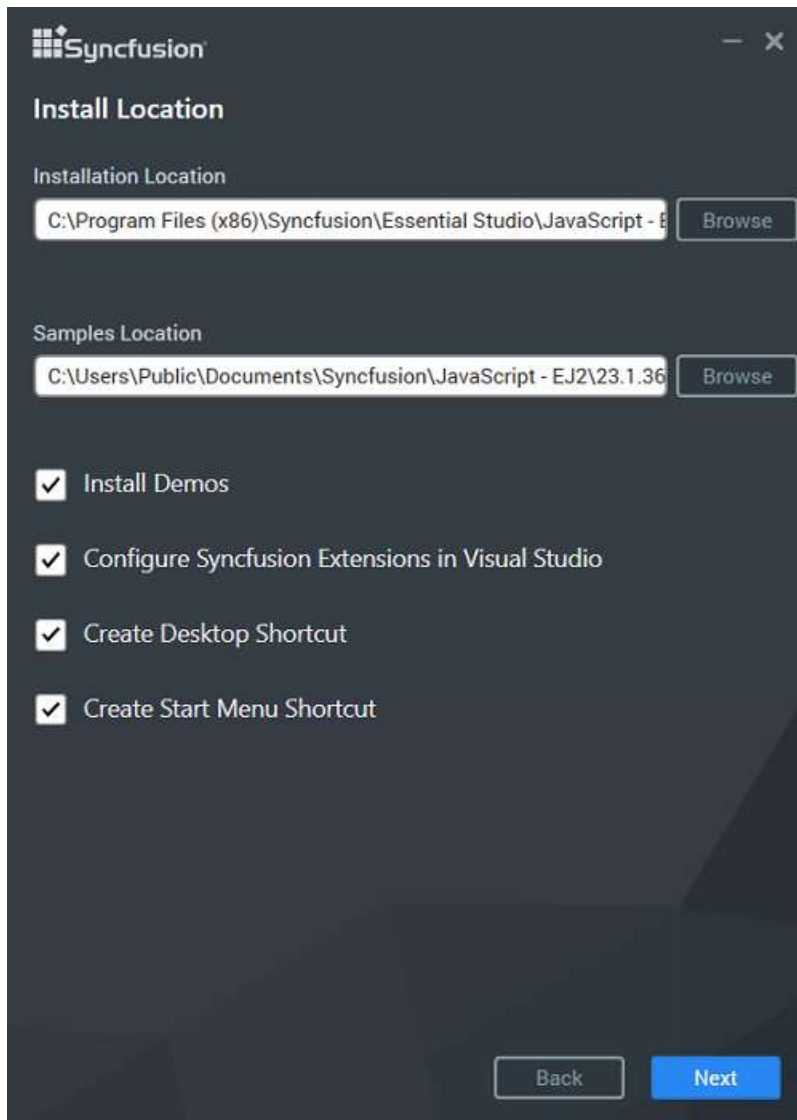 Syncfusion
Install Location
Installation Location
C:\Program Files (x86)\Syncfusion\Essential Studio\JavaScript -
Browse
Samples Location
C:\Users\Public\Documents\Syncfusion\JavaScript - EJ2\23.1.36
Browse
Install Demos
Configure Syncfusion Extensions in Visual Studio
Create Desktop Shortcut
Create Start Menu Shortcut
Back
Next